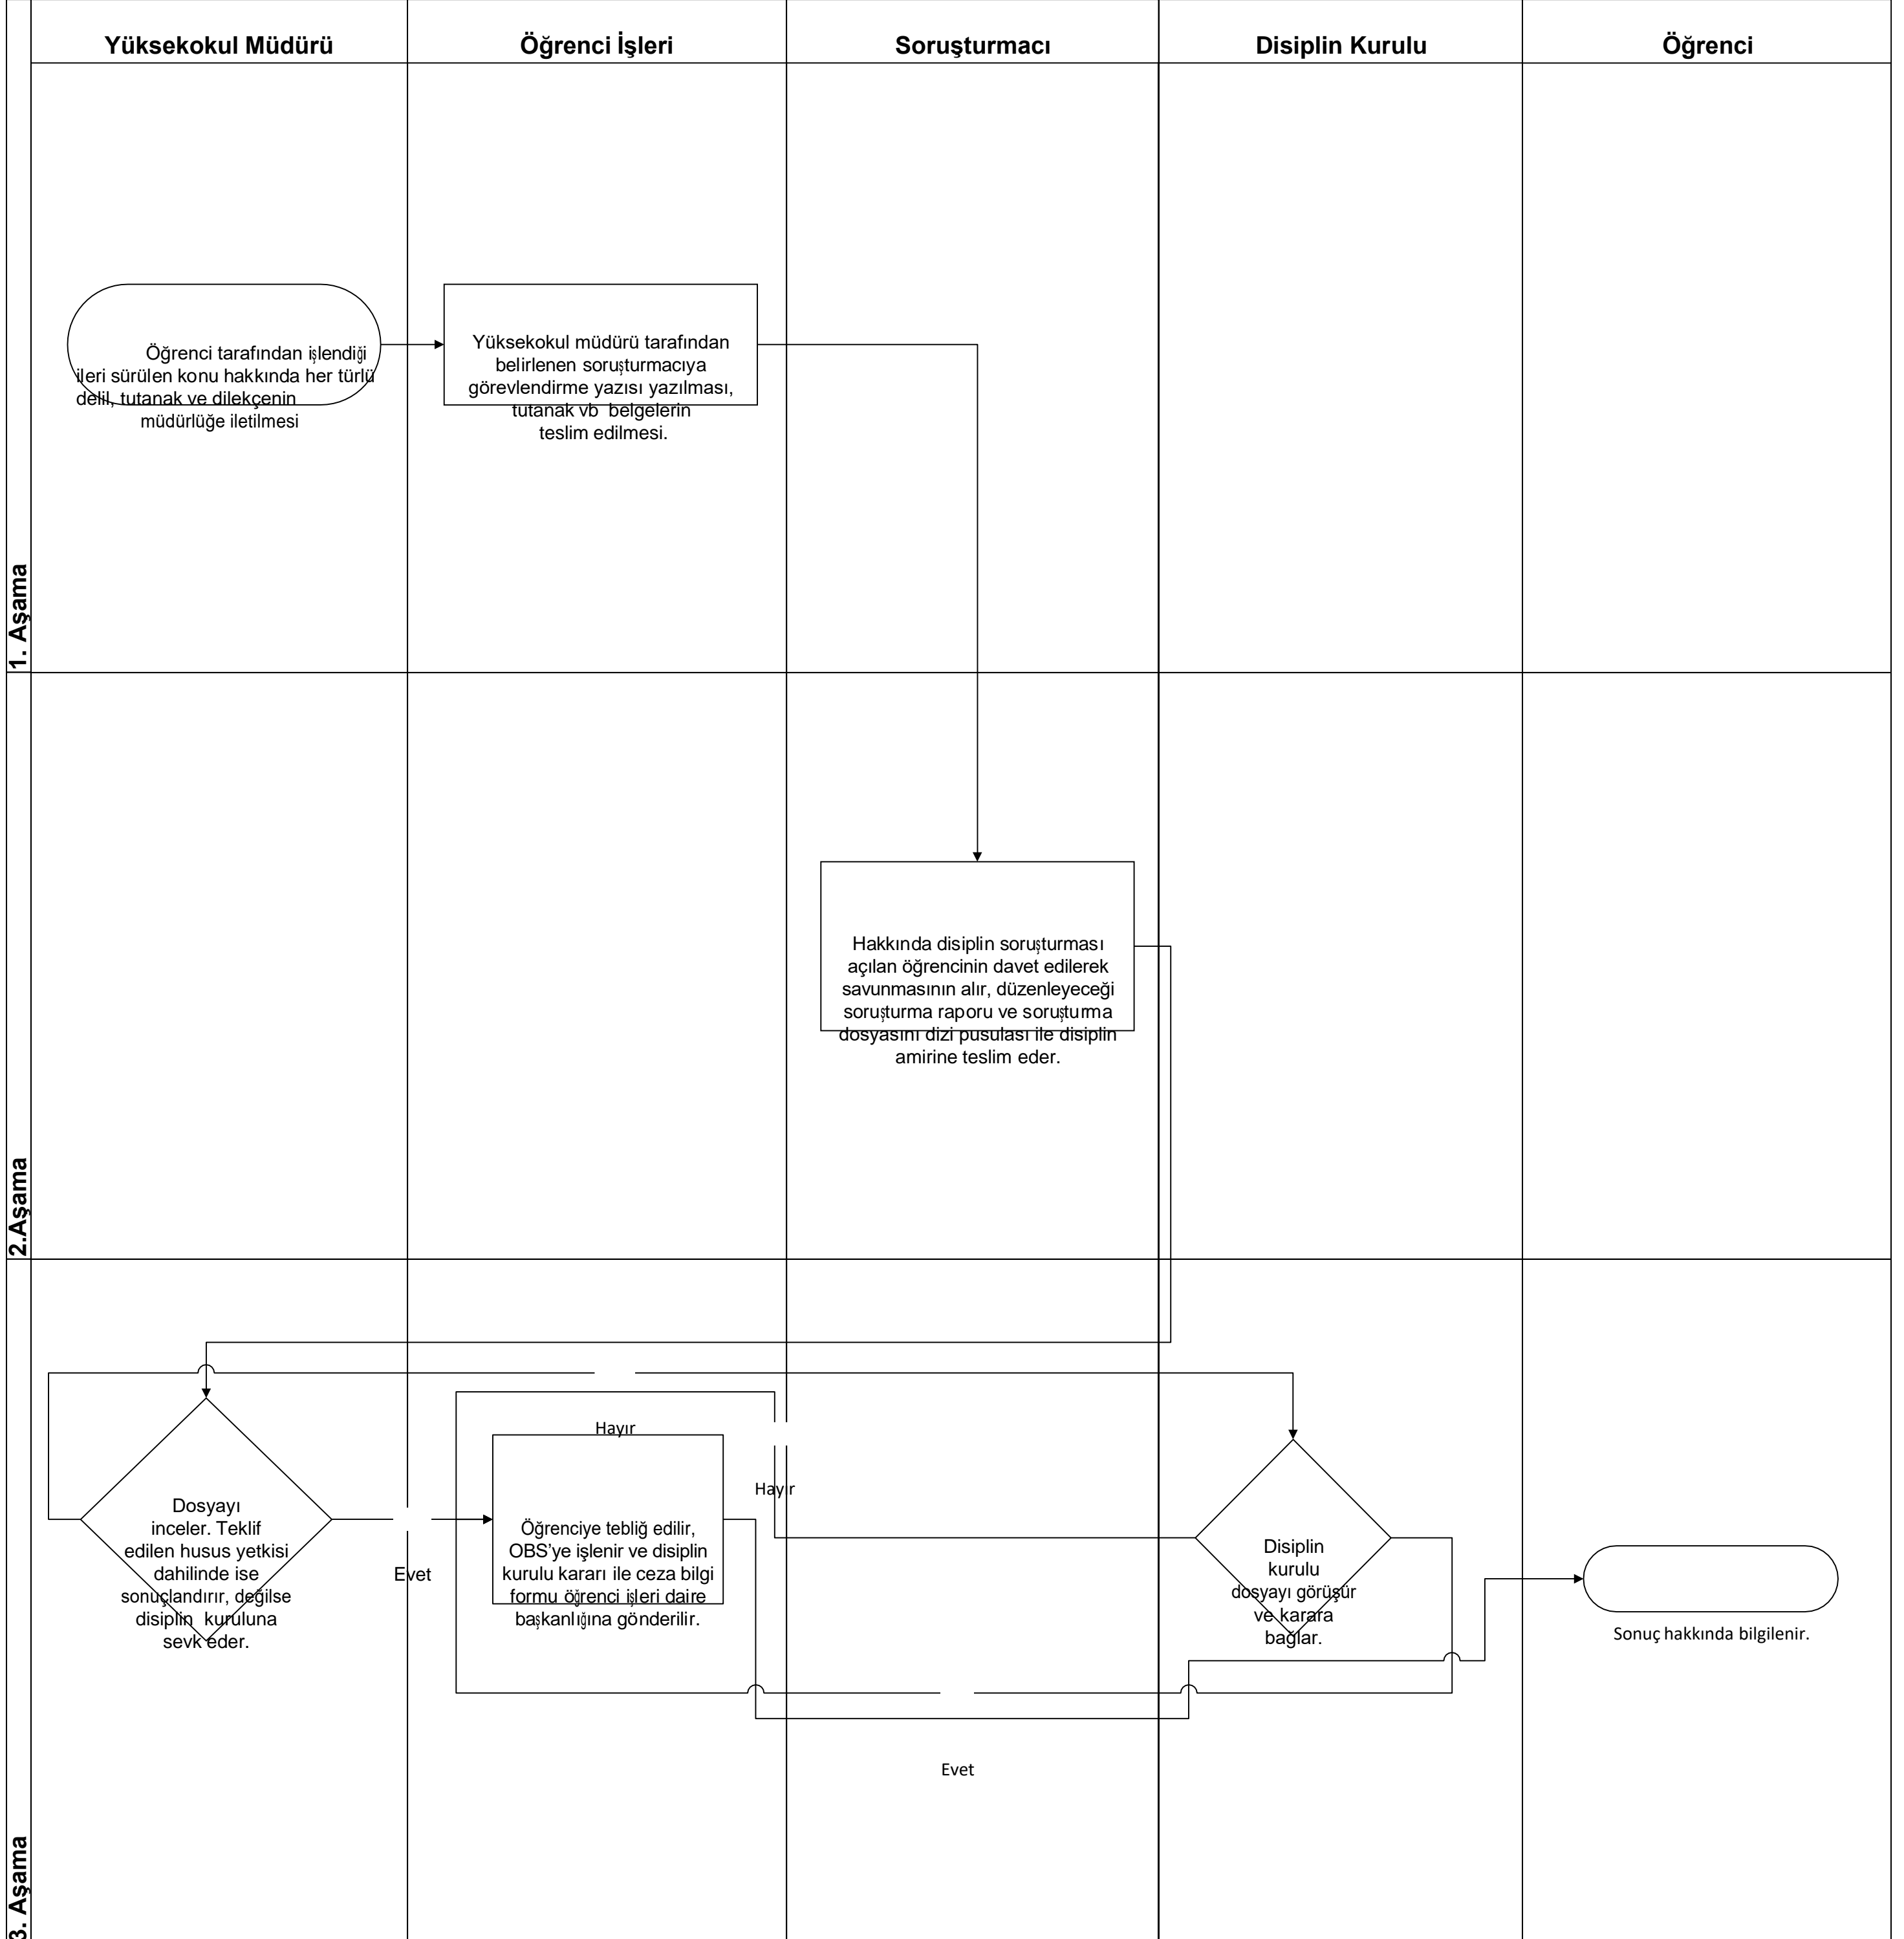 Yüksekokul Müdürü
Öğrenci İşleri
Soruşturmacı
Disiplin Kurulu
Öğrenci
1. Aşama
Öğrenci tarafından işlendiği
ileri sürülen konu hakkında her türlü
delil, tutanak ve dilekçenin
müdürlüğe iletilmesi
Yüksekokul müdürü tarafından
belirlenen soruşturmacıya
görevlendirme yazısı yazılması,
tutanak vb belgelerin
teslim edilmesi.
2.Aşama
Hakkında disiplin soruşturması
açılan öğrencinin davet edilerek
savunmasının alır, düzenleyeceği
soruşturma raporu ve soruşturma
dosyasını dizi pusulası ile disiplin
amirine teslim eder.
3. Aşama
Dosyayı
inceler. Teklif
edilen husus yetkisi
dahilinde ise
sonuçlandırır, değilse
disiplin kuruluna
sevk eder.
Evet
Hayır
Öğrenciye tebliğ edilir,
OBS'ye işlenir ve disiplin
kurulu kararı ile ceza bilgi
formu öğrenci işleri daire
başkanlığına gönderilir.
Hayır
Disiplin
kurulu
dosyayı görüşür
ve karara
bağlar.
Evet
Sonuç hakkında bilgilenir.